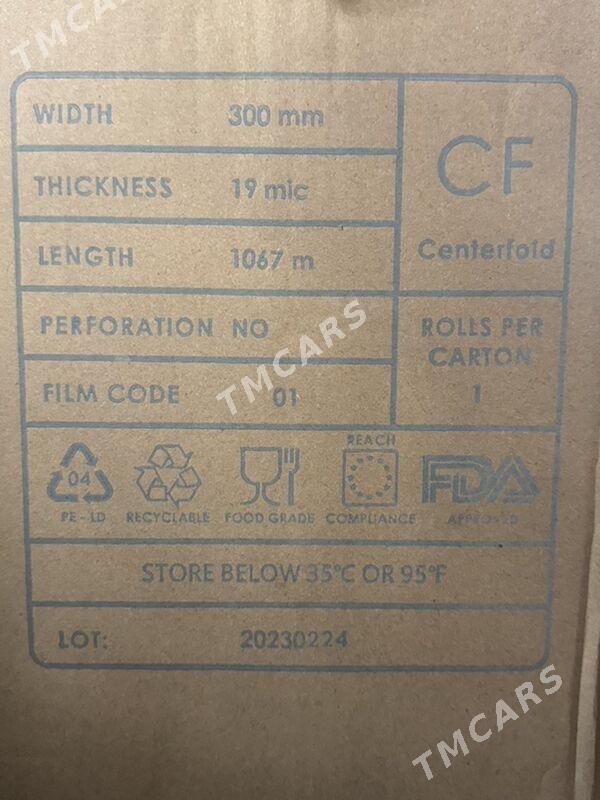 TMCARS
WIDTH 300 mm
THICKNESS 19 mic
LENGTH 1067 m
CF
Centerfold
PERFORATION NO
FILM CODE 01
ROLLS PER
CARTON
1
TMCARS
04
PE - LD
RECYCLABLE
FOOD GRADE
REACH
COMPLIANCE
FDA
APPROVED
STORE BELOW 35°C OR 95°F
LOT: 20230224
TMCARS